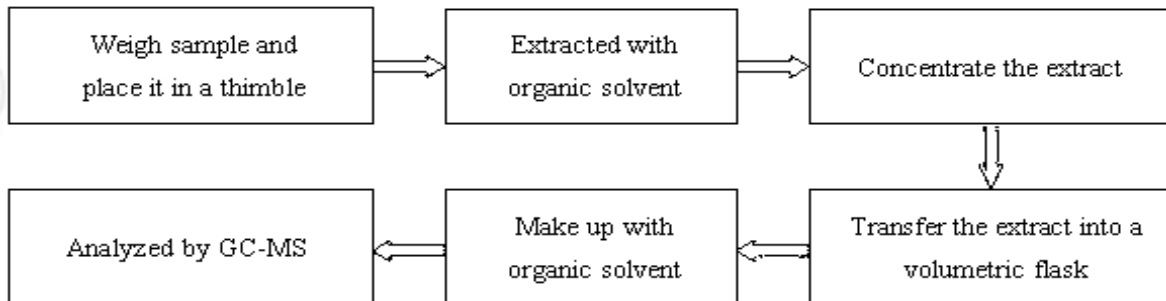 Weigh sample and
place it in a thimble
Extracted with
organic solvent
Concentrate the extract
Transfer the extract into a
volumetric flask
Make up with
organic solvent
Analyzed by GC-MS